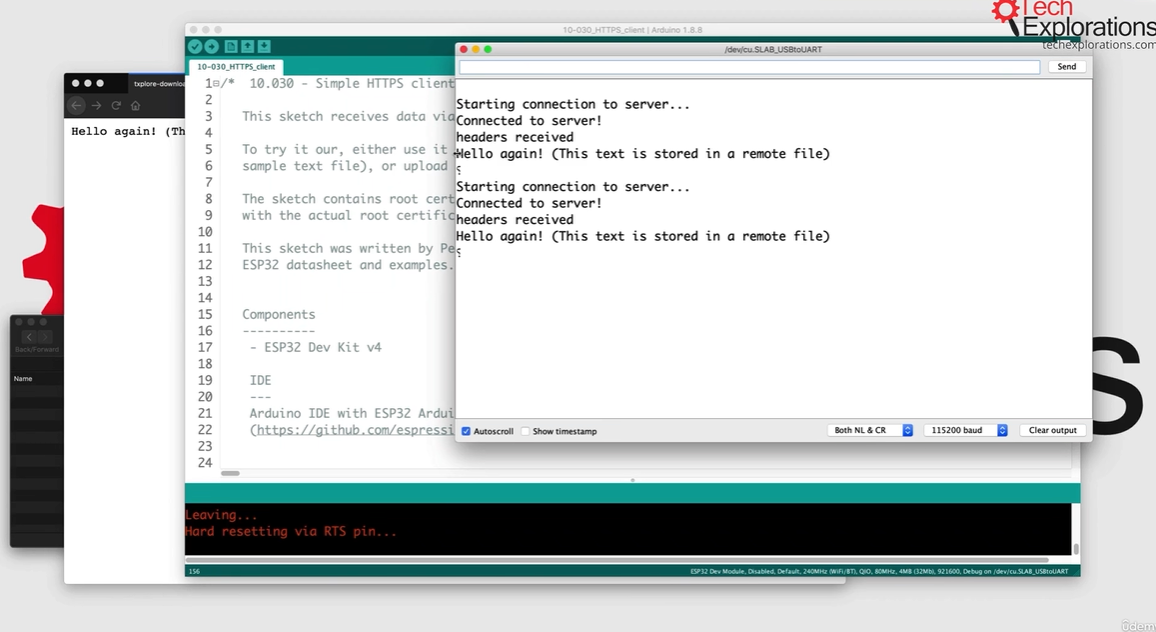 Tech
Explorations
techexplorations.com
10-030_HTTPS_client | Arduino 1.8.8
/dev/cu.SLAB_USBtoUART
10-030_HTTPS_client
Send
txplore-downloa
Hello again! (Th
1 /*  10.030 - Simple HTTPS client
2
3 This sketch receives data via
4
5 To try it our, either use it
6 sample text file), or upload
7
8 The sketch contains root cert
9 with the actual root certific
10
11 This sketch was written by Pe
12 ESP32 datasheet and examples.
13
14
15 Components
16 ----------
17 - ESP32 Dev Kit v4
18
19 IDE
20 ---
21 Arduino IDE with ESP32 Ardui
22 (https://github.com/espressi
23
24
Starting connection to server...
Connected to server!
headers received
Hello again! (This text is stored in a remote file)
Starting connection to server...
Connected to server!
headers received
Hello again! (This text is stored in a remote file)
Autoscroll
Show timestamp
Both NL & CR
115200 baud
Clear output
Back/Forward
Name
S
Leaving...
Hard resetting via RTS pin...
156
ESP32 Dev Module, Disabled, Default, 240MHz (WiFi/BT), QIO, 80MHz, 4MB (32Mb), 921600, Debug on /dev/cu.SLAB_USBtoUART
ûdemy